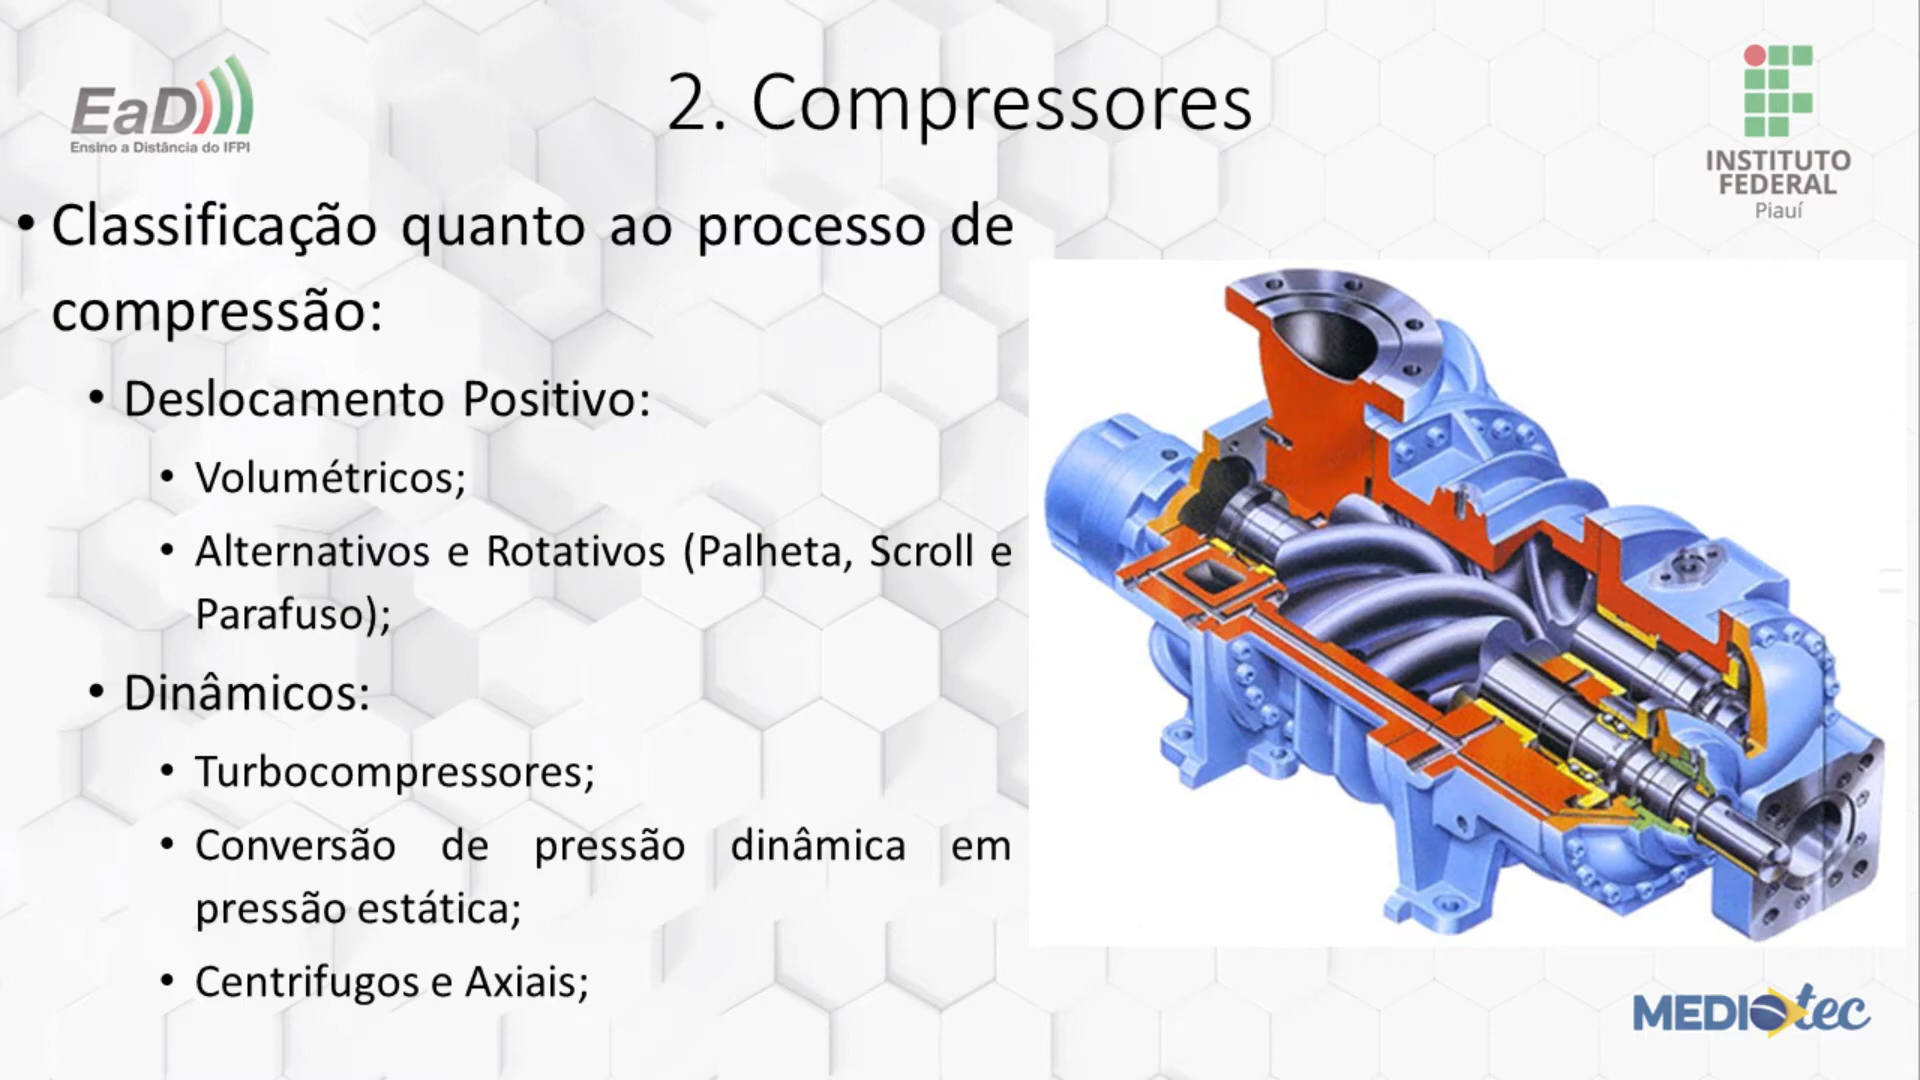 EaD
Ensino a Distância do IFPI
2. Compressores
INSTITUTO
FEDERAL
Piauí
• Classificação quanto ao processo de
compressão:
• Deslocamento Positivo:
• Volumétricos;
• Alternativos e Rotativos (Palheta, Scroll e
Parafuso);
• Dinâmicos:
• Turbocompressores;
• Conversão de pressão dinâmica em
pressão estática;
• Centrifugos e Axiais;
MEDIOtec